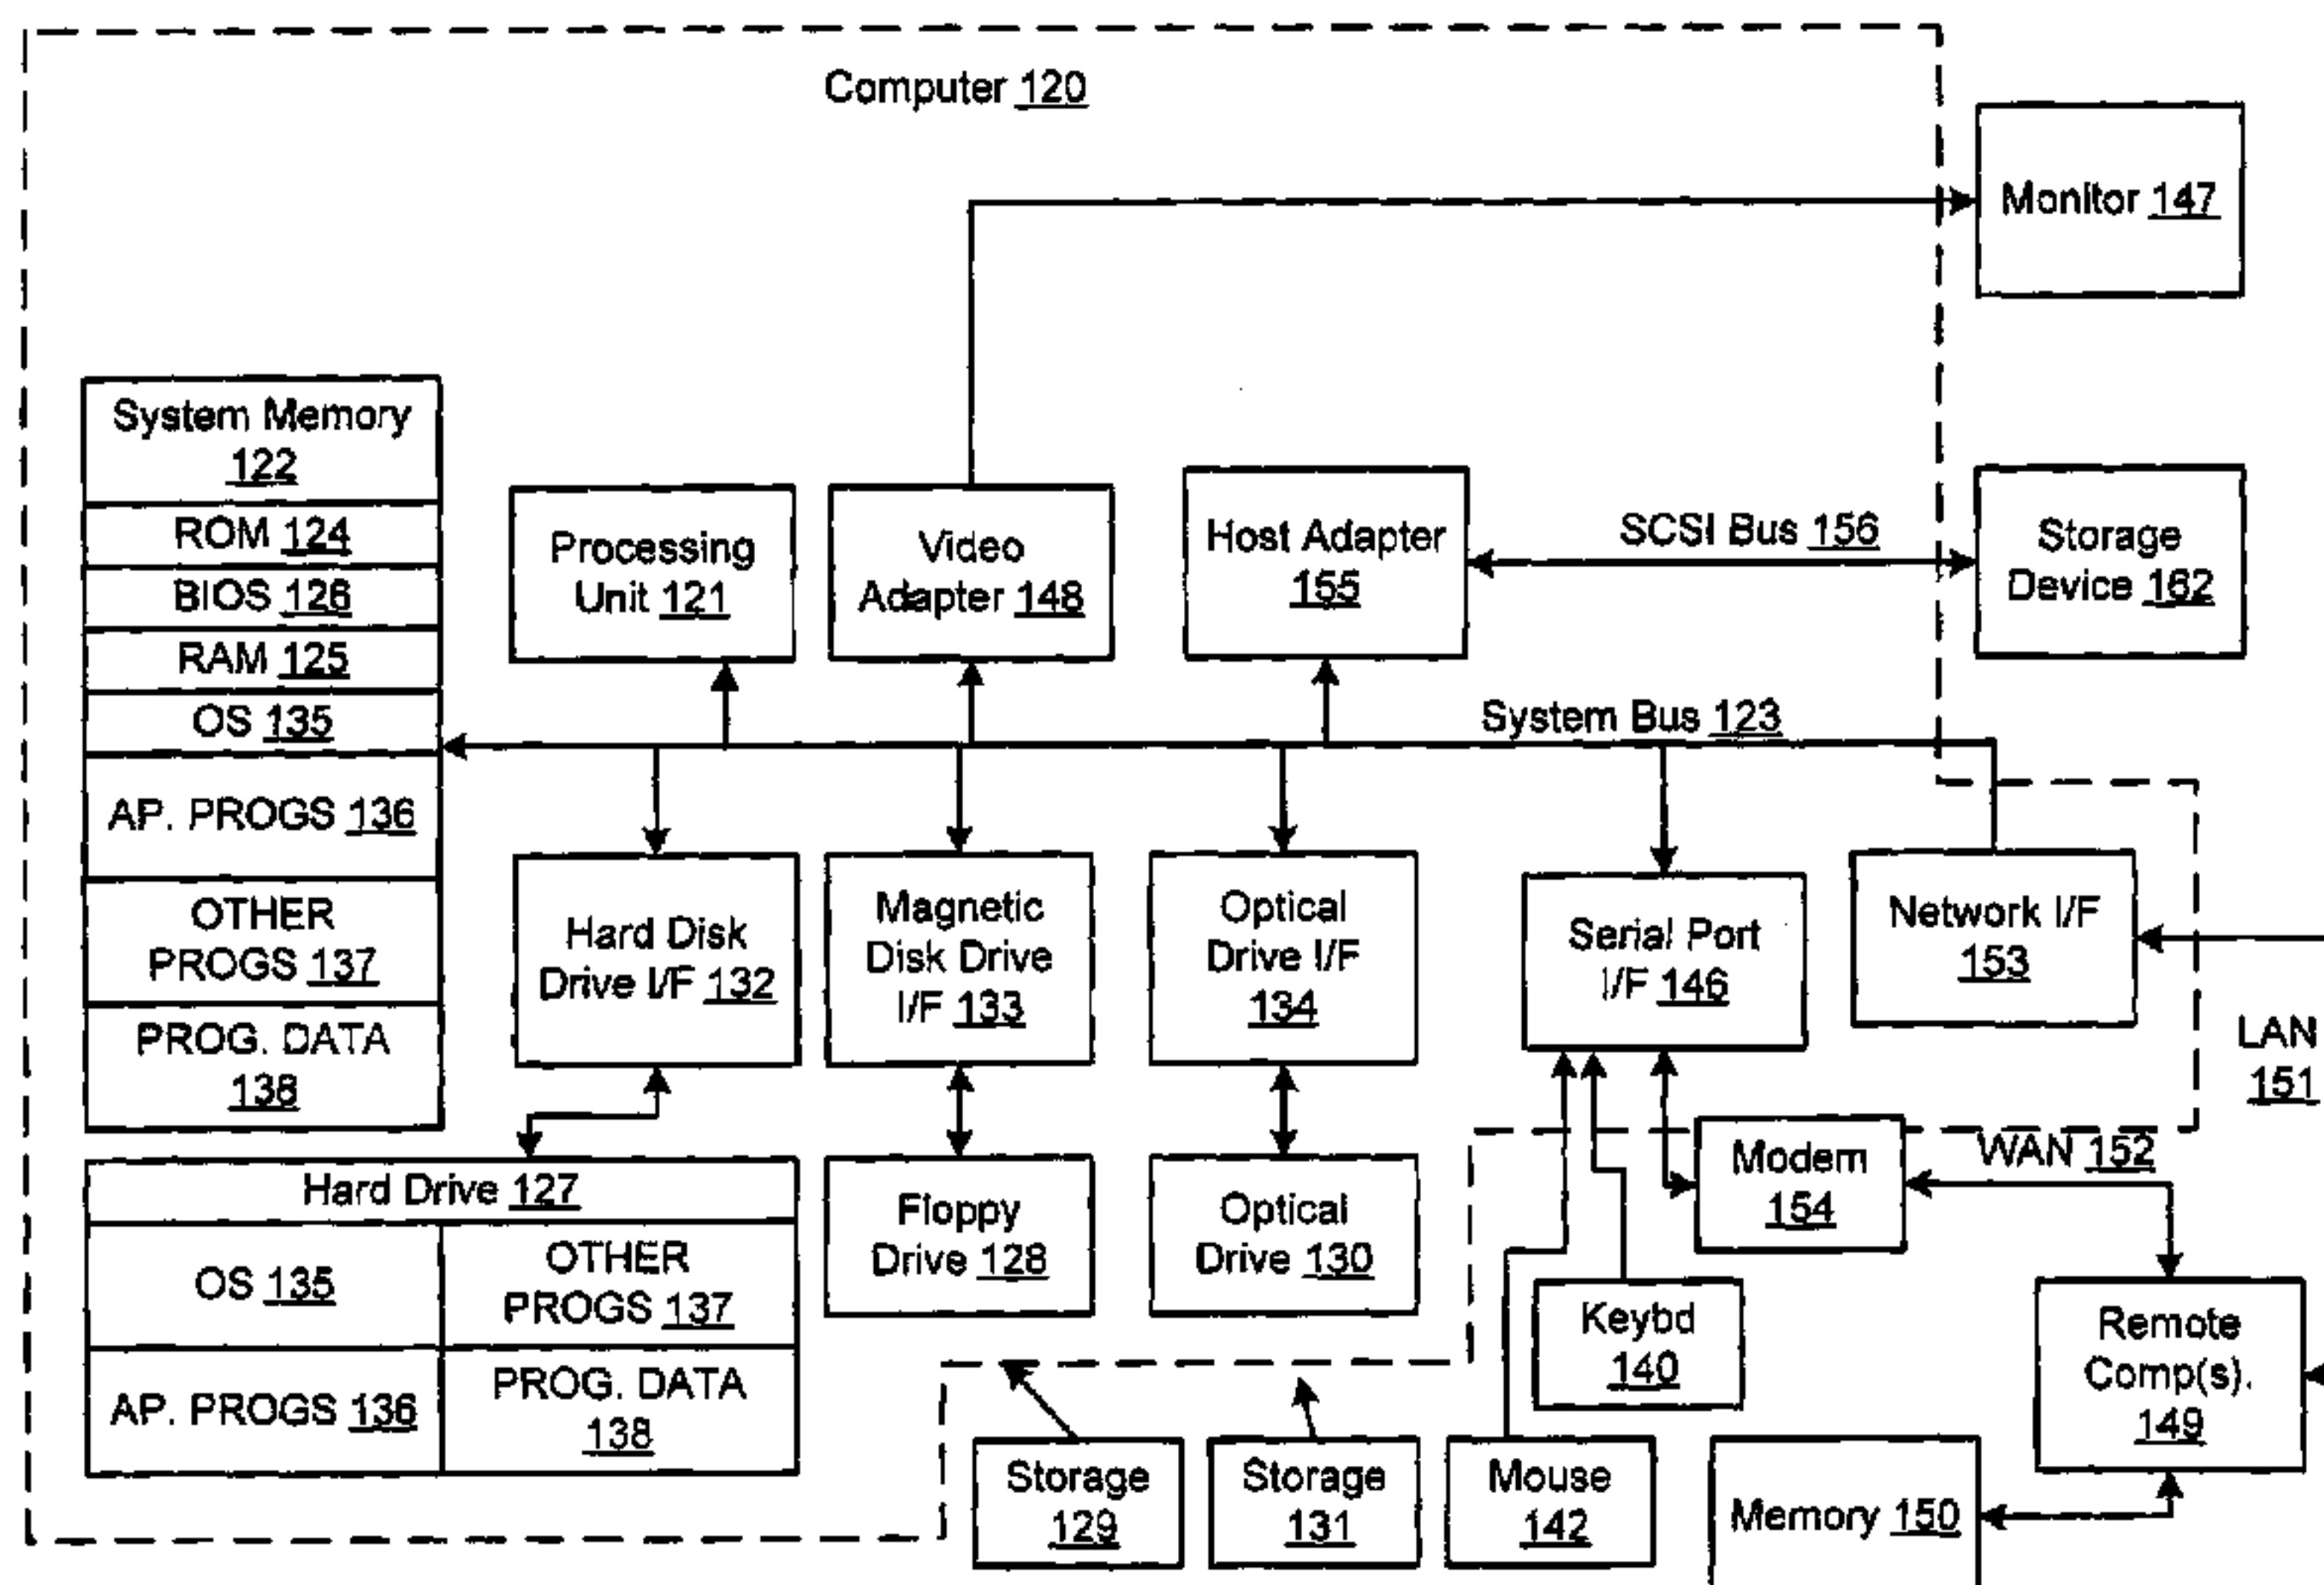 Computer 120
Monitor 147
System Memory
122
ROM 124
BIOS 126
RAM 125
OS 135
AP. PROGS 136
OTHER
PROGS 137
PROG. DATA
138
Processing
Unit 121
Video
Adapter 148
Host Adapter
155
SCSI Bus 156
Storage
Device 162
System Bus 123
Hard Disk
Drive I/F 132
Magnetic
Disk Drive
I/F 133
Optical
Drive I/F
134
Serial Port
I/F 146
Network I/F
153
LAN
151
Hard Drive 127
OS 135
OTHER
PROGS 137
AP. PROGS 136
PROG. DATA
138
Floppy
Drive 128
Optical
Drive 130
Modem
154
WAN 152
Keybd
140
Remote
Comp(s).
149
Storage
129
Storage
131
Mouse
142
Memory 150